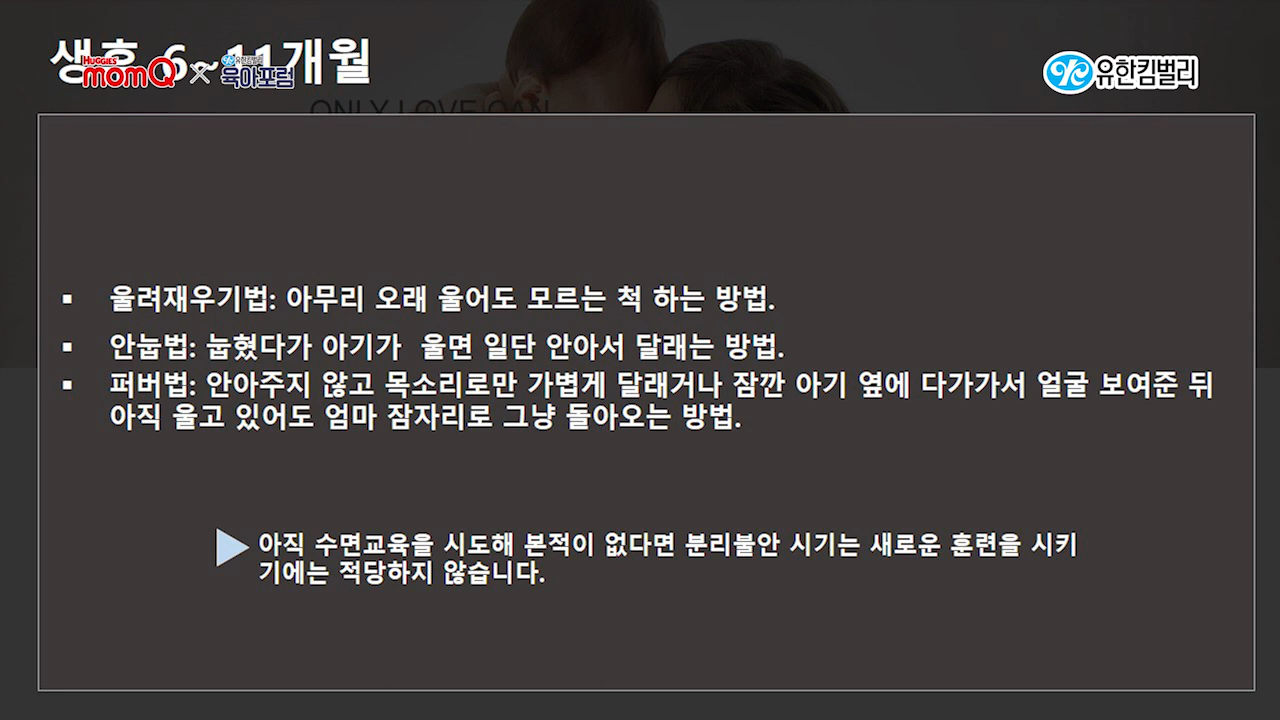 생후 6~11개월
HUGGIES
momQ × 육아포럼
유한킴벌리
ONLY LOVE CAN
▪ 울려재우기법: 아무리 오래 울어도 모르는 척 하는 방법.
▪ 안눕법: 눕혔다가 아기가 울면 일단 안아서 달래는 방법.
▪ 퍼버법: 안아주지 않고 목소리로만 가볍게 달래거나 잠깐 아기 옆에 다가가서 얼굴 보여준 뒤
아직 울고 있어도 엄마 잠자리로 그냥 돌아오는 방법.
아직 수면교육을 시도해 본적이 없다면 분리불안 시기는 새로운 훈련을 시키
기에는 적당하지 않습니다.